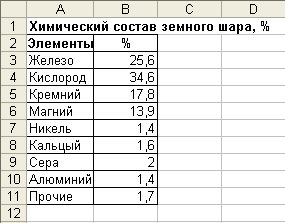 A B C D
1 Химический состав земного шара, %
2 Элементы %
3 Железо 25,6
4 Кислород 34,6
5 Кремний 17,8
6 Магний 13,9
7 Никель 1,4
8 Кальцый 1,6
9 Сера 2
10 Алюминий 1,4
11 Прочие 1,7
12